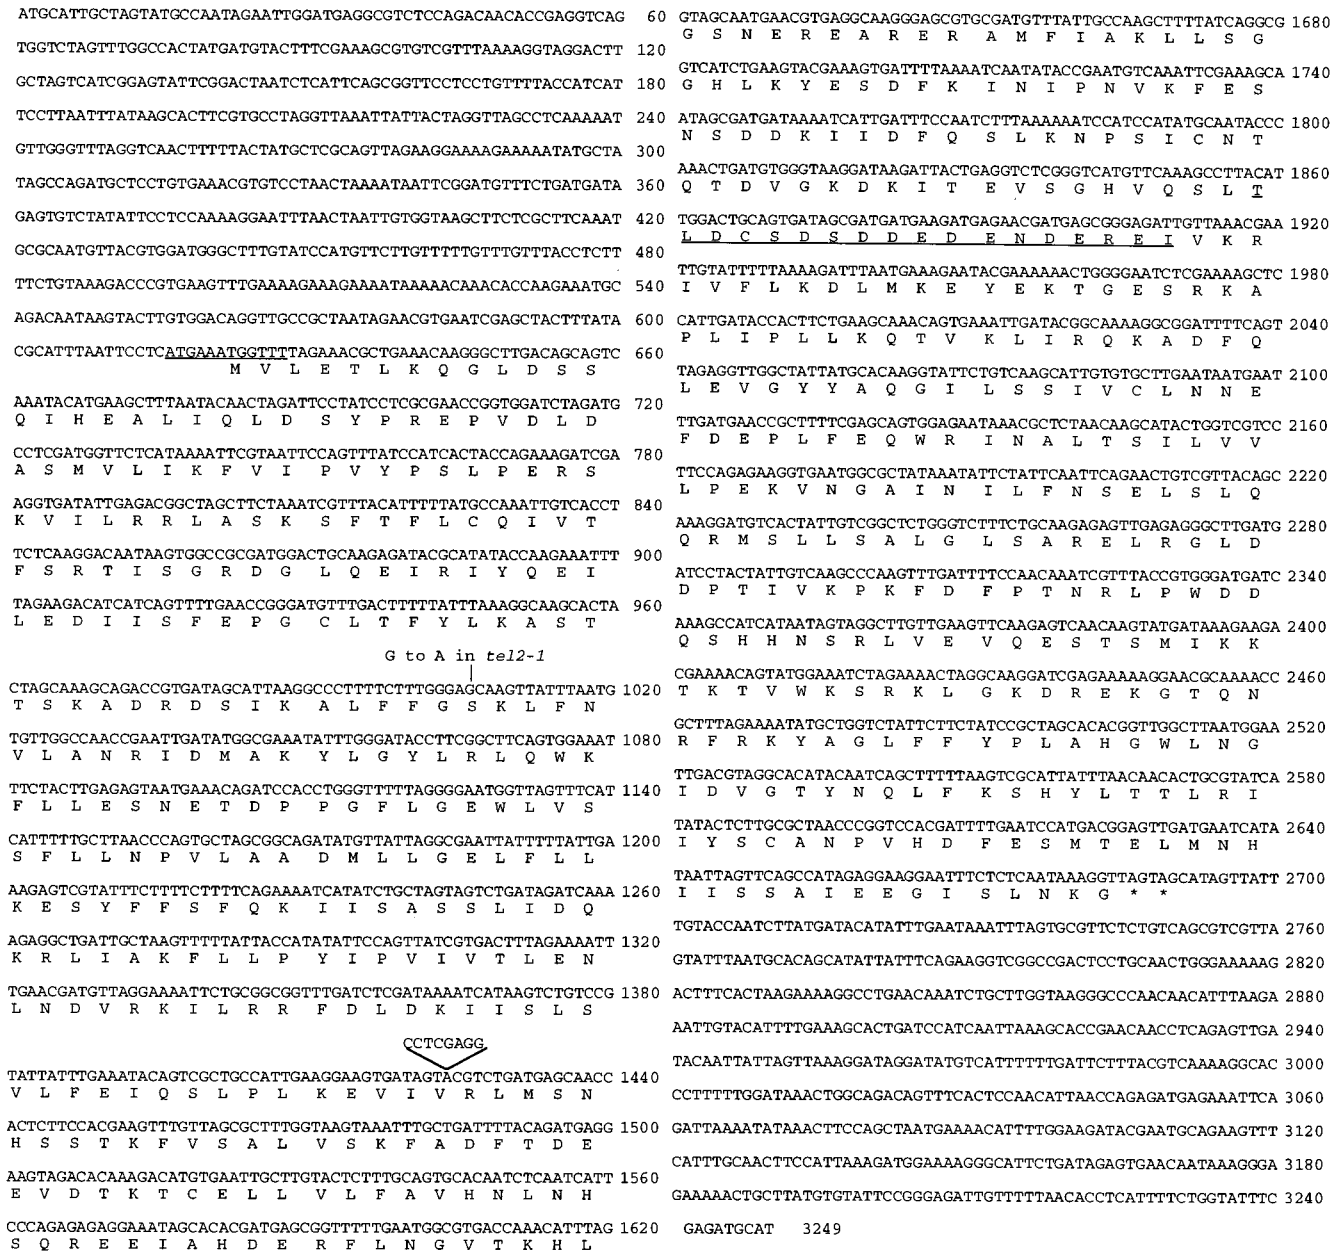 ATGCATTGCTAGTATGCCAATAGAATTGGATGAGGCGTCTCCAGACAACACACCGAGGTCAG 60
TGGTCTAGTTTGGCCACTATGATGTACTTTCGAAAGCGTGTCGTTTAAAAGGTAGGACTT 120
GCTAGTCATCGGAGTATTCGGACTAATCTCATTCAGCGGTTCCTCCTGTTTTACCATCAT 180
TCCTTAATTTATAAGCACTTCGTGCCTAGGTTAAATTATTACTAGGTTAGCCTCAAAAAT 240
GTTGGGTTTAGGTCAACTTTTTACTATGCTCGCAGTTAGAAGGAAAAGAAAAATATGCTA 300
TAGCCAGATGCTCCTGTGAAACGTGTCCTAACTAAAATAATTCGGATGTTTCTGATGATA 360
GAGTGTCTATATTCCTCCAAAAGGAATTTAACTAATTGTGGTAAGCTTCTCGCTTCAAAT 420
GCGCAATGTTACGTGGATGGGCTTTGTATCCATGTTCTTGTTTTTGTTTGTTTACCTCTT 480
TTCTGTAAAGACCCGTGAAGTTTGAAAAGAAAGAAAATAAAAACAAACACCAAGAAATGC 540
AGACAATAAGTACTTGTGGACAGGTTGCCGCTAATAGAACGTGAATCGAGCTACTTTATA 600
CGCATTTAATTCCTCATGAAATGGTTTTAGAAACGCTGAAACAAGGGCTTGACAGCAGTC 660
M V L E T L K Q G L D S S
AAATACATGAAGCTTTAATACAACTAGATTCCTATCCTCGCGAACCGGTGGATCTAGATG 720
Q I H E A L I Q L D S Y P R E P V D L D
CCTCGATGGTTCTCATAAAATTCGTAATTCCAGTTTATCCATCACTACCAGAAAGATCGA 780
A S M V L I K F V I P V Y P S L P E R S
AGGTGATATTGAGACGGCTAGCTTCTAAATCGTTTACATTTTTATGCCAAATTGTCACCT 840
K V I L R R L A S K S F T F L C Q I V T
TCTCAAGGACAATAAGTGGCCGCGATGGACTGCAAGAGATACGCATATACCAAGAAATTT 900
F S R T I S G R D G L Q E I R I Y Q E I
TAGAAGACATCATCAGTTTTGAACCGGGATGTTTGACTTTTTATTTAAAGGCAAGCACTA 960
L E D I I S F E P G C L T F Y L K A S T
G to A in tel2-1
CTAGCAAAGCAGACCGTGATAGCATTAAGGCCCTTTTCTTTGGGAGCAAGTTATTTAATG 1020
T S K A D R D S I K A L F F G S K L F N
TGTTGGCCAACCGAATTGATATGGCGAAATATTTGGGATACCTTCGGCTTCAGTGGAAAT 1080
V L A N R I D M A K Y L G Y L R L Q W K
TTCTACTTGAGAGTAATGAAACAGATCCACCTGGGTTTTTAGGGGAATGGTTAGTTTCAT 1140
F L L E S N E T D P P G F L G E W L V S
CATTTTTGCTTAACCCAGTGCTAGCGGCAGATATGTTATTAGGCGAATTATTTTTATTGA 1200
S F L L N P V L A A D M L L G E L F L L
AAGAGTCGTATTTCTTTTCTTTTCAGAAAATCATATCTGCTAGTAGTCTGATAGATCAAA 1260
K E S Y F F S F Q K I I S A S S L I D Q
AGAGGCTGATTGCTAAGTTTTTATTACCATATATTCCAGTTATCGTGACTTTAGAAAATT 1320
K R L I A K F L L P Y I P V I V T L E N
TGAACGATGTTAGGAAAATTCTGCGGCGGTTTGATCTCGATAAAATCATAAGTCTGTCCG 1380
L N D V R K I L R R F D L D K I I S L S
CCTCGAGG
TATTATTTGAAATACAGTCGCTGCCATTGAAGGAAGTGATAGTACGTCTGATGAGCAACC 1440
V L F E I Q S L P L K E V I V R L M S N
ACTCTTCCACGAAGTTTGTTAGCGCTTTGGTAAGTAAATTTGCTGATTTTACAGATGAGG 1500
H S S T K F V S A L V S K F A D F T D E
AAGTAGACACAAAGACATGTGAATTGCTTGTACTCTTTGCAGTGCACAATCTCAATCATT 1560
E V D T K T C E L L V L F A V H N L N H
CCCAGAGAGAGGAAATAGCACACGATGAGCGGTTTTTGAATGGCGTGACCAAACATTTAG 1620
S Q R E E I A H D E R F L N G V T K H L
GTAGCAATGAACGTGAGGCAAGGGAGCGTGCGATGTTTATTGCCAAGCTTTTATCAGGCG 1680
G S N E R E A R E R A M F I A K L L S G
GTCATCTGAAGTACGAAAGTGATTTTAAAATCAATATACCGAATGTCAAATTCGAAAGCA 1740
G H L K Y E S D F K I N I P N V K F E S
ATAGCGATGATAAAATCATTGATTTCCAATCTTTAAAAAATCCATCCATATGCAATACCC 1800
N S D D K I I D F Q S L K N P S I C N T
AAACTGATGTGGGTAAGGATAAGATTACTGAGGTCTCGGGTCATGTTCAAAGCCTTACAT 1860
Q T D V G K D K I T E V S G H V Q S L T
TGGACTGCAGTGATAGCGATGATGAAGATGAGAACGATGAGCGGGAGATTGTTAAACGAA 1920
L D C S D S D D E D E N D E R E I V K R
TTGTATTTTTAAAAGATTTAATGAAAGAATACGAAAAAACTGGGGAATCTCGAAAAGCTC 1980
I V F L K D L M K E Y E K T G E S R K A
CATTGATACCACTTCTGAAGCAAACAGTGAAATTGATACGGCAAAAGGCGGATTTTCAGT 2040
P L I P L L K Q T V K L I R Q K A D F Q
TAGAGGTTGGCTATTATGCACAAGGTATTCTGTCAAGCATTGTGTGCTTGAATAATGAAT 2100
L E V G Y Y A Q G I L S S I V C L N N E
TTGATGAACCGCTTTTCGAGCAGTGGAGAATAAACGCTCTAACAAGCATACTGGTCGTCC 2160
F D E P L F E Q W R I N A L T S I L V V
TTCCAGAGAAGGTGAATGGCGCTATAAATATTCTATTCAATTCAGAACTGTCGTTACAGC 2220
L P E K V N G A I N I L F N S E L S L Q
AAAGGATGTCACTATTGTCGGCTCTGGGTCTTTCTGCAAGAGAGTTGAGAGGGCTTGATG 2280
Q R M S L L S A L G L S A R E L R G L D
ATCCTACTATTGTCAAGCCCAAGTTTGATTTTCCAACAAATCGTTTACCGTGGGATGATC 2340
D P T I V K P K F D F P T N R L P W D D
AAAGCCATCATAATAGTAGGCTTGTTGAAGTTCAAGAGTCAACAAGTATGATAAAGAAGA 2400
Q S H H N S R L V E V Q E S T S M I K K
CGAAAACAGTATGGAAATCTAGAAAACTAGGCAAGGATCGAGAAAAAGGAACGCAAAACC 2460
T K T V W K S R K L G K D R E K G T Q N
GCTTTAGAAAATATGCTGGTCTATTCTTCTATCCGCTAGCACACGGTTGGCTTAATGGAA 2520
R F R K Y A G L F F Y P L A H G W L N G
TTGACGTAGGCACATACAATCAGCTTTTTAAGTCGCATTATTTAACAACACTGCGTATCA 2580
I D V G T Y N Q L F K S H Y L T T L R I
TATACTCTTGCGCTAACCCGGTCCACGATTTTGAATCCATGACGGAGTTGATGAATCATA 2640
I Y S C A N P V H D F E S M T E L M N H
TAATTAGTTCAGCCATAGAGGAAGGAATTTCTCTCAATAAAGGTTAGTAGCATAGTTATT 2700
I I S S A I E E G I S L N K G * *
TGTACCAATCTTATGATACATATTTGAATAAATTTAGTGCGTTCTCTGTCAGCGTCGTTA 2760
GTATTTAATGCACAGCATATTATTTCAGAAGGTCGGCCGACTCCTGCAACTGGGAAAAAG 2820
ACTTTCACTAAGAAAAGGCCTGAACAAATCTGCTTGGTAAGGGCCCAACAACATTTAAGA 2880
AATTGTACATTTTGAAAGCACTGATCCATCAATTAAAGCACCGAACAACCTCAGAGTTGA 2940
TACAATTATTAGTTAAAGGATAGGATATGTCATTTTTTGATTCTTTACGTCAAAAGGCAC 3000
CCTTTTTGGATAAACTGGCAGACAGTTTCACTCCAACATTAACCAGAGATGAGAAATTCA 3060
GATTAAAATATAAACTTCCAGCTAATGAAAACATTTTGGAAGATACGAATGCAGAAGTTT 3120
CATTTGCAACTTCCATTAAAGATGGAAAAGGGCATTCTGATAGAGTGAACAATAAAGGGA 3180
GAAAAACTGCTTATGTGTATTCCGGGAGATTGTTTTTAACACCTCATTTTCTGGTATTTC 3240
GAGATGCAT 3249